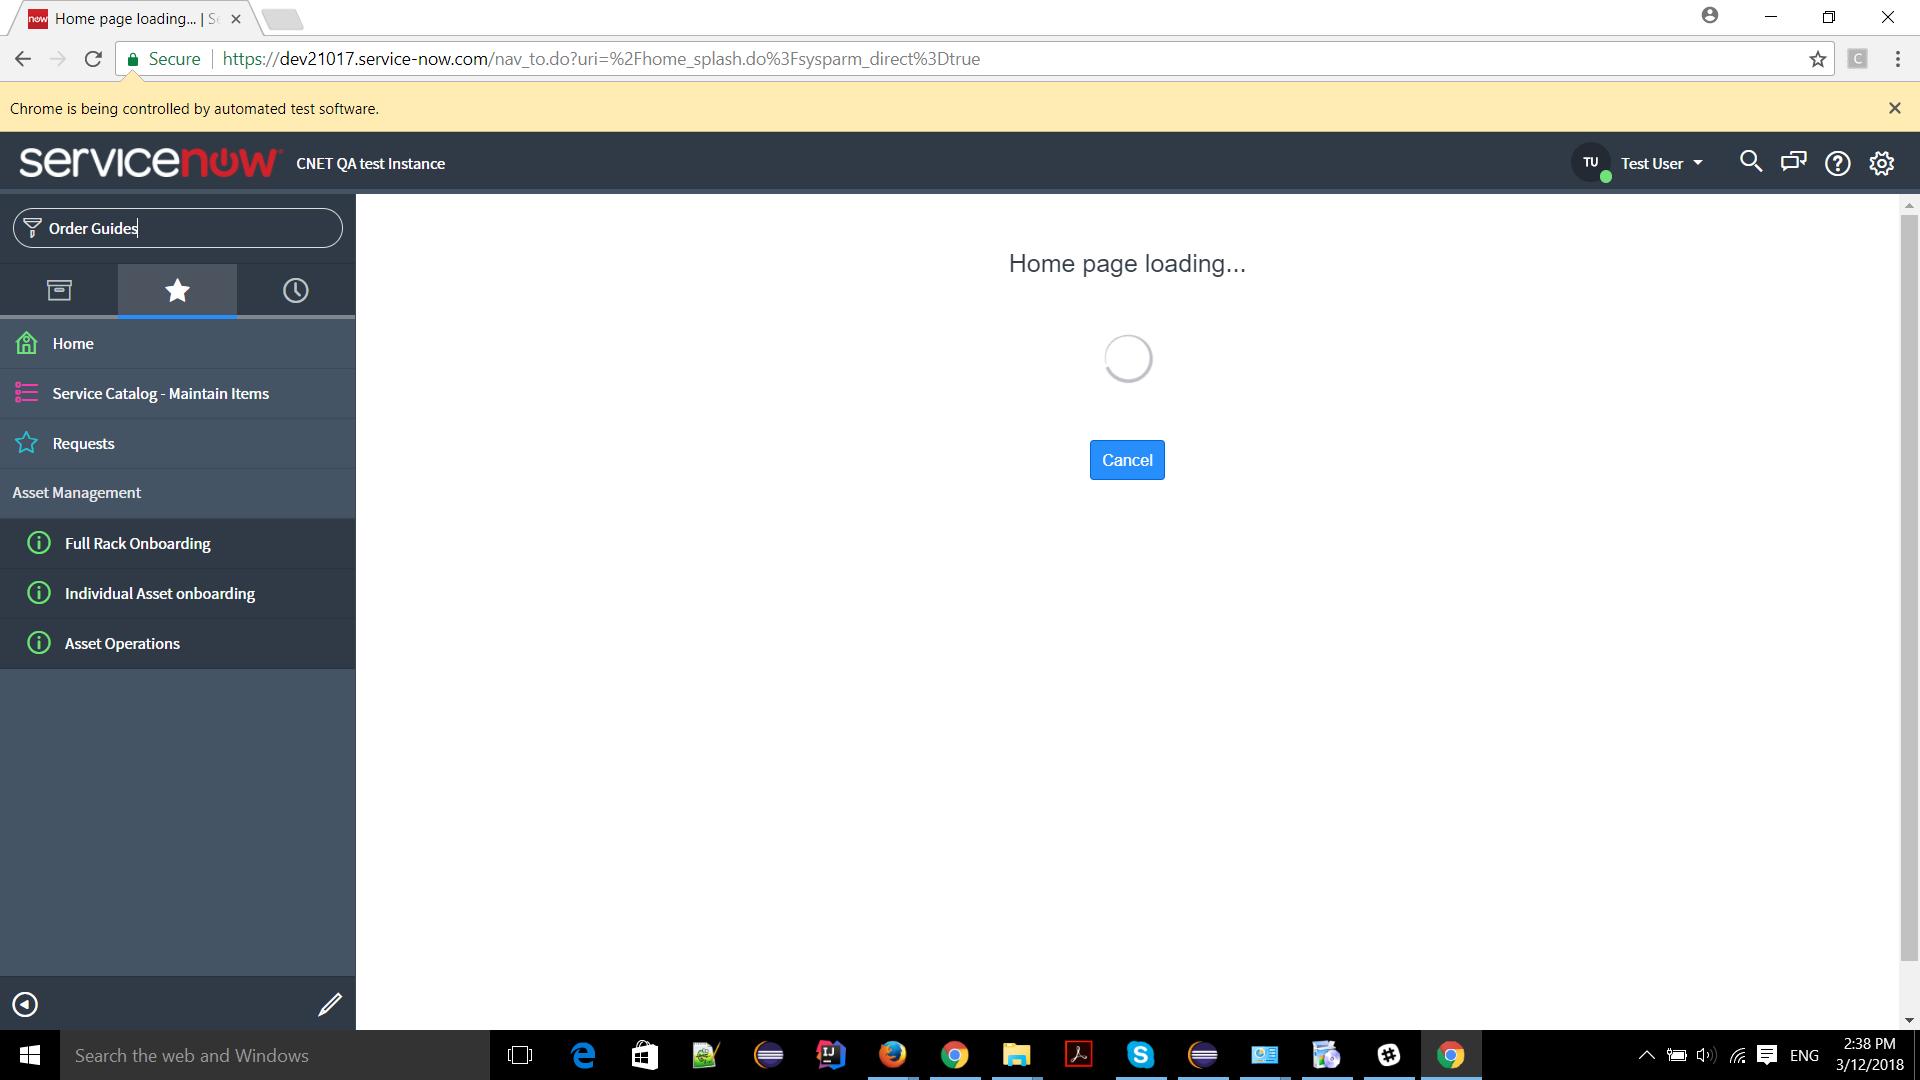 now Home page loading... | Se
Secure https://dev21017.service-now.com/nav_to.do?uri=%2Fhome_splash.do%3Fsysparm_direct%3Dtrue
C
Chrome is being controlled by automated test software.
servicenow CNET QA test Instance
TU Test User
Order Guides
Home
Service Catalog - Maintain Items
Requests
Asset Management
Full Rack Onboarding
Individual Asset onboarding
Asset Operations
Home page loading...
Cancel
Search the web and Windows
ENG
2:38 PM
3/12/2018